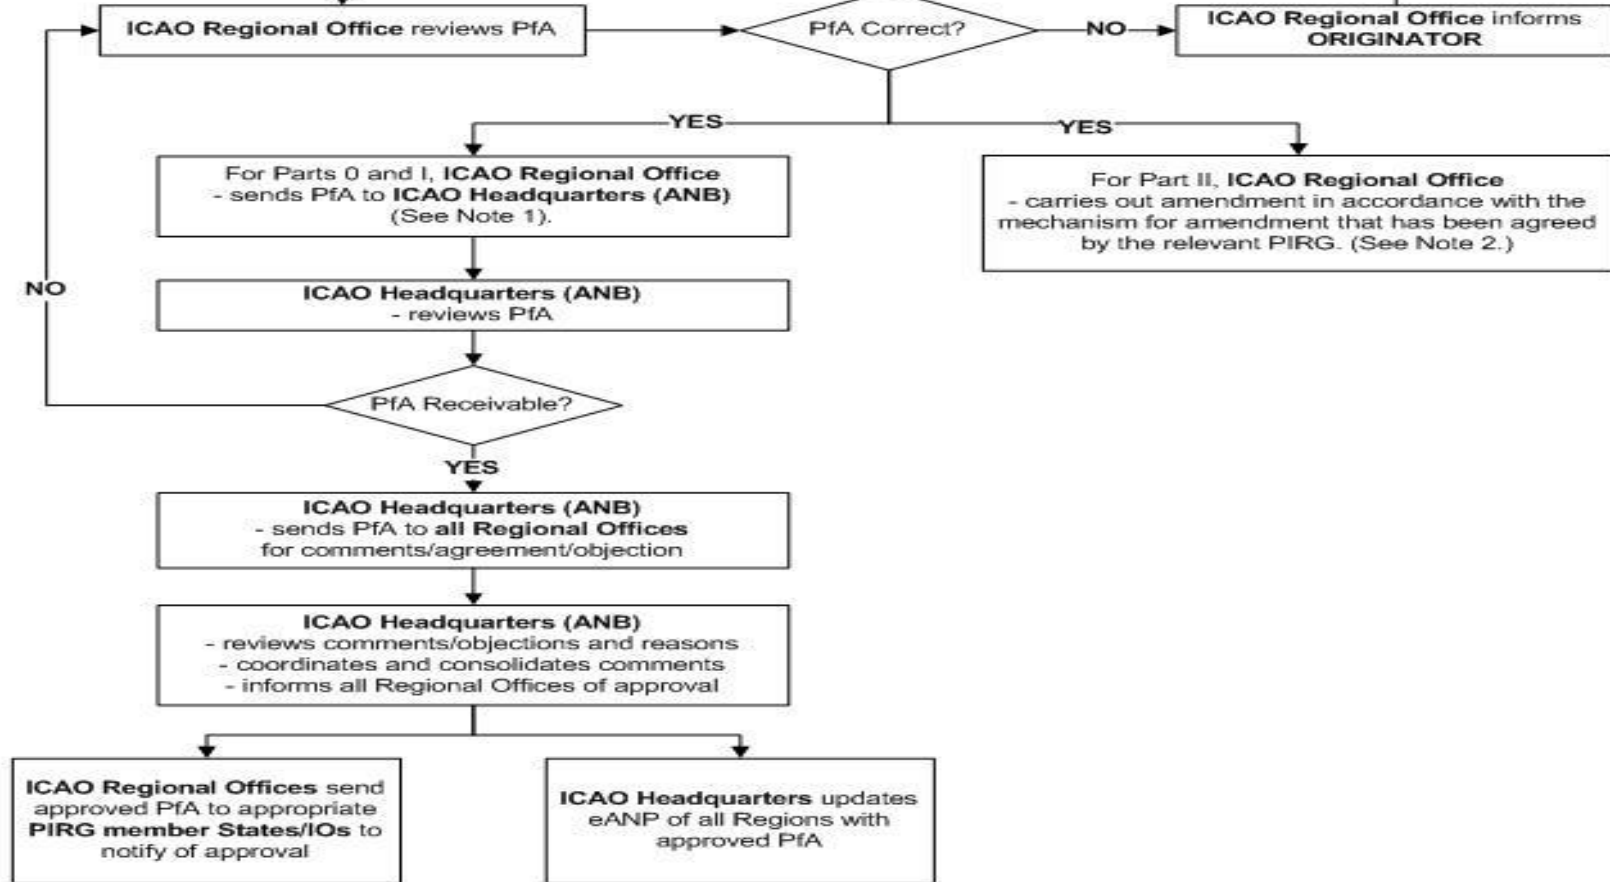 ICAO Regional Office reviews PfA
PfA Correct?
NO
ICAO Regional Office informs
ORIGINATOR
YES
YES
For Parts 0 and I, ICAO Regional Office
- sends PfA to ICAO Headquarters (ANB)
(See Note 1).
For Part II, ICAO Regional Office
- carries out amendment in accordance with the
mechanism for amendment that has been agreed
by the relevant PIRG. (See Note 2.)
NO
ICAO Headquarters (ANB)
- reviews PfA
PfA Receivable?
YES
ICAO Headquarters (ANB)
- sends PfA to all Regional Offices
for comments/agreement/objection
ICAO Headquarters (ANB)
- reviews comments/objections and reasons
- coordinates and consolidates comments
- informs all Regional Offices of approval
ICAO Regional Offices send
approved PfA to appropriate
PIRG member States/IOs to
notify of approval
ICAO Headquarters updates
eANP of all Regions with
approved PfA